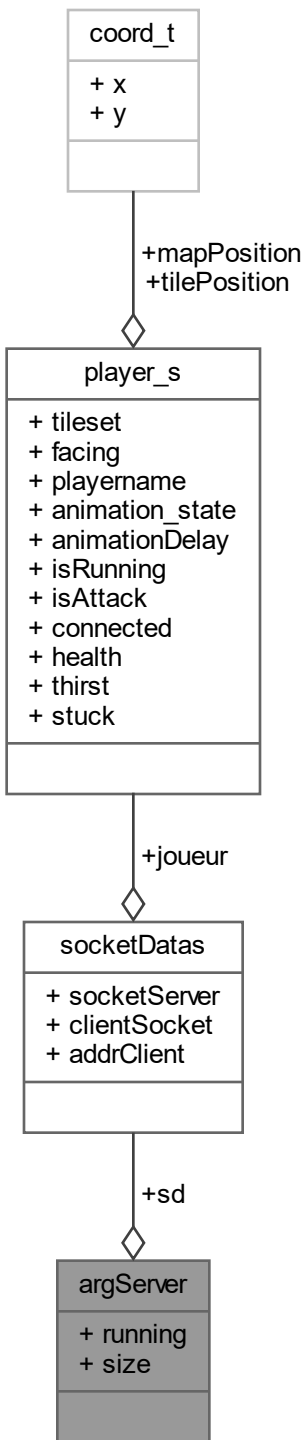 coord_t
+ x
+ y
+mapPosition
+tilePosition
player_s
+ tileset
+ facing
+ playername
+ animation_state
+ animationDelay
+ isRunning
+ isAttack
+ connected
+ health
+ thirst
+ stuck
+joueur
socketDatas
+ socketServer
+ clientSocket
+ addrClient
+sd
argServer
+ running
+ size